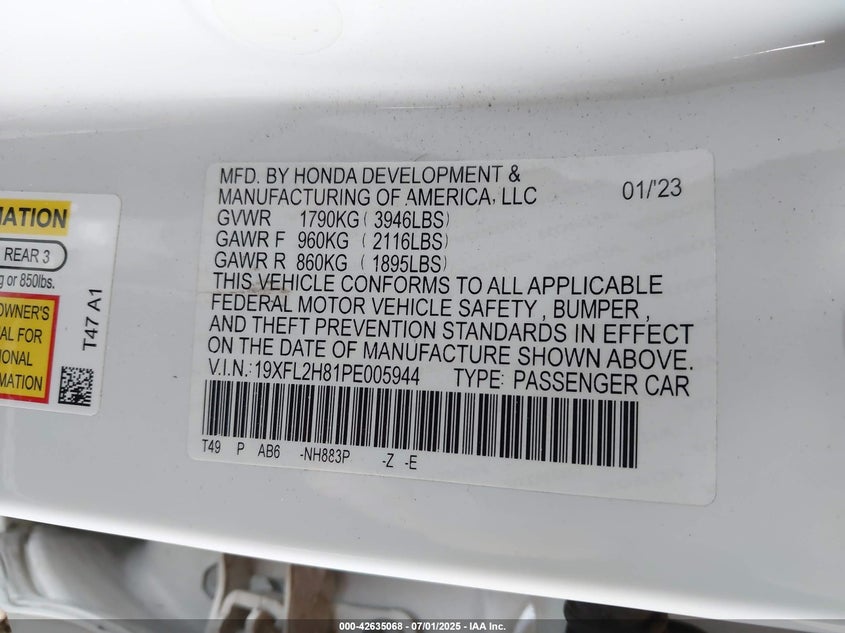 MATION
REAR 3
g or 850lbs.
OWNER'S
AL FOR
IONAL
MATION
T47 A1
MFD. BY HONDA DEVELOPMENT &
MANUFACTURING OF AMERICA, LLC 01/'23
GVWR 1790KG ( 3946LBS)
GAWR F 960KG ( 2116LBS)
GAWR R 860KG ( 1895LBS)
THIS VEHICLE CONFORMS TO ALL APPLICABLE
FEDERAL MOTOR VEHICLE SAFETY , BUMPER ,
AND THEFT PREVENTION STANDARDS IN EFFECT
ON THE DATE OF MANUFACTURE SHOWN ABOVE.
V.I.N.:19XFL2H81PE005944 TYPE: PASSENGER CAR
T49 P AB6 -NH883P -Z -E
000-42635068 - 07/01/2025 - IAA Inc.